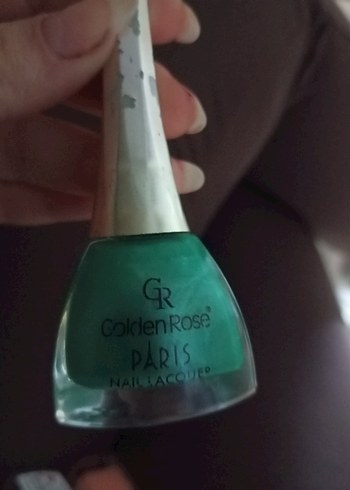 GR
Golden Rose®
PARIS
NAIL LACQUER